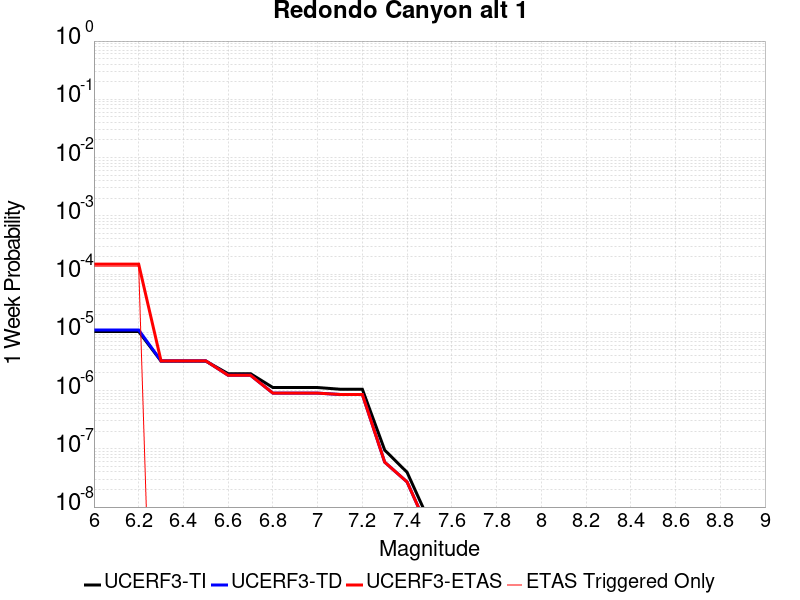 Redondo Canyon alt 1
1 Week Probability
10^0
10^-1
10^-2
10^-3
10^-4
10^-5
10^-6
10^-7
10^-8
6 6.2 6.4 6.6 6.8 7 7.2 7.4 7.6 7.8 8 8.2 8.4 8.6 8.8 9
Magnitude
UCERF3-TI UCERF3-TD UCERF3-ETAS ETAS Triggered Only